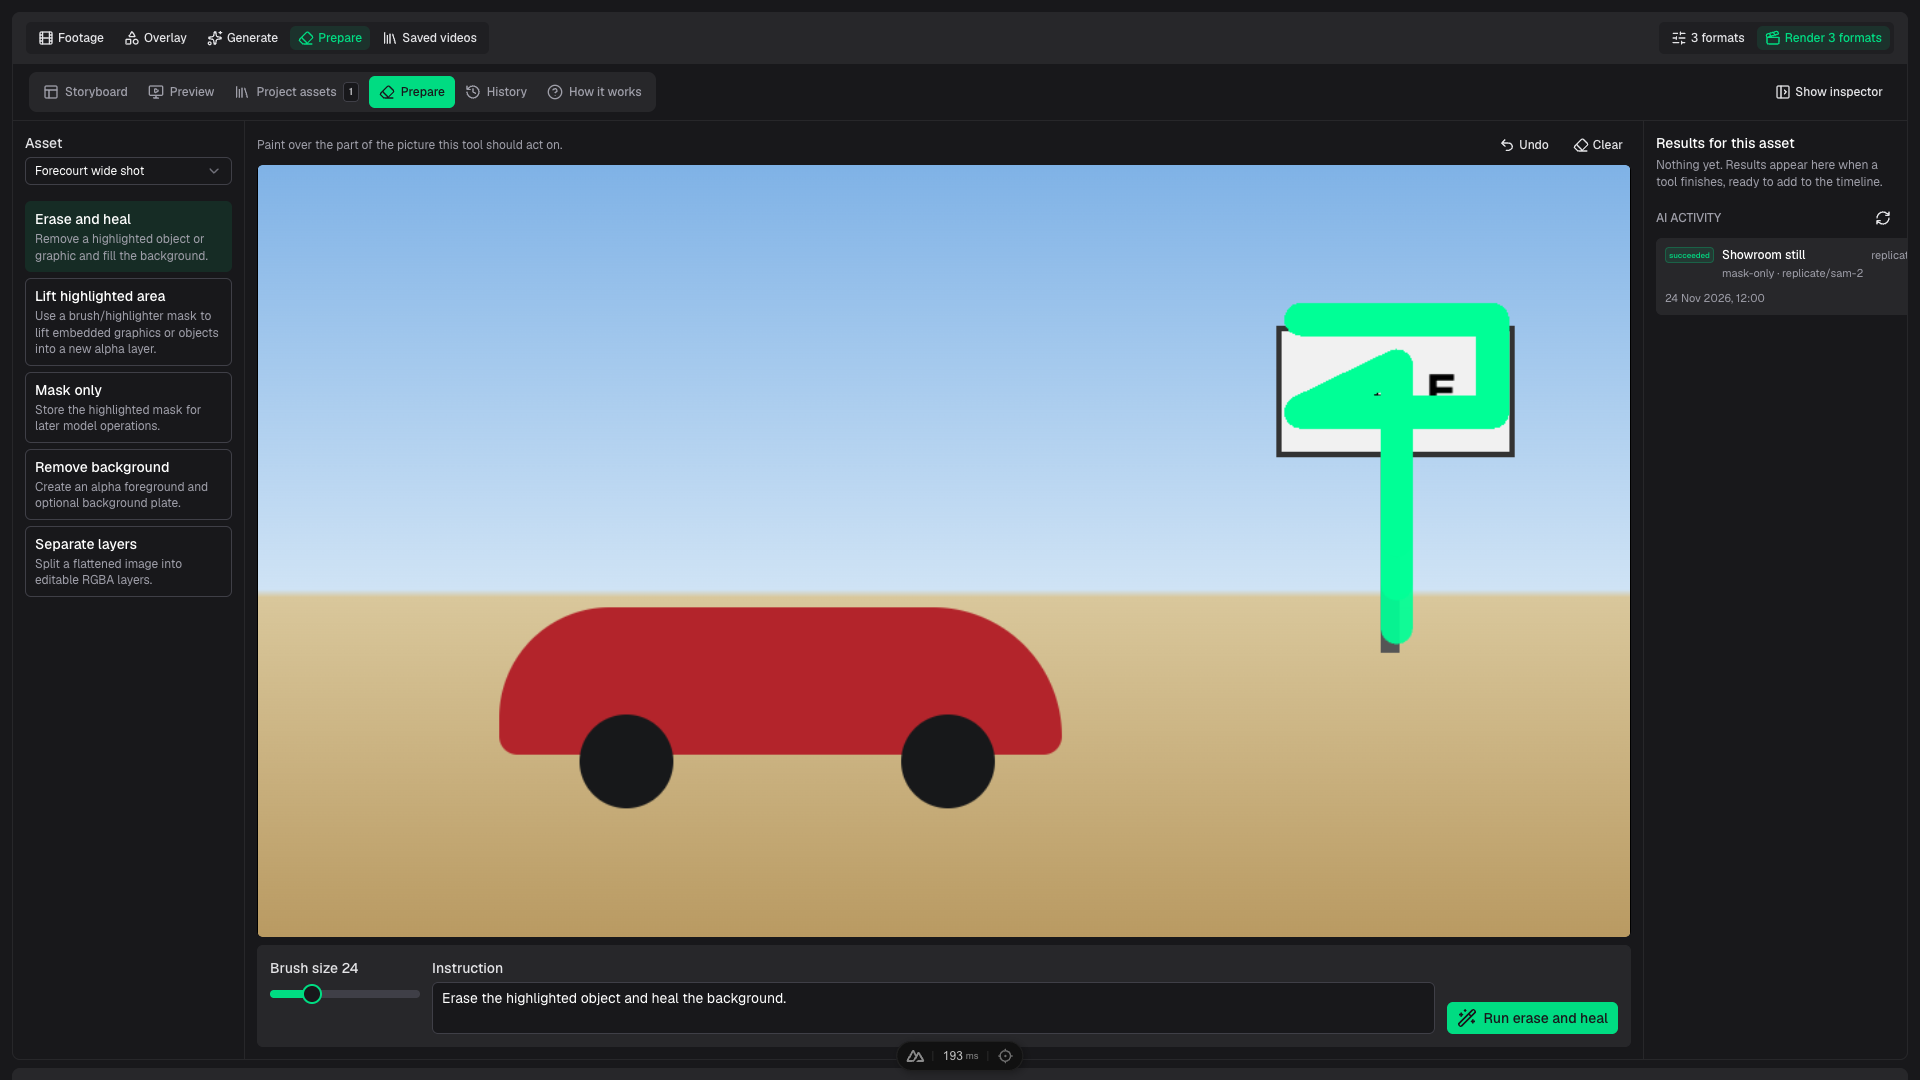 Footage
Overlay
Generate
Prepare
Saved videos
3 formats
Render 3 formats
Storyboard
Preview
Project assets 1
Prepare
History
How it works
Show inspector
Asset
Forecourt wide shot
Erase and heal
Remove a highlighted object or
graphic and fill the background.
Lift highlighted area
Use a brush/highlighter mask to
lift embedded graphics or objects
into a new alpha layer.
Mask only
Store the highlighted mask for
later model operations.
Remove background
Create an alpha foreground and
optional background plate.
Separate layers
Split a flattened image into
editable RGBA layers.
Paint over the part of the picture this tool should act on.
Undo
Clear
Brush size 24
Instruction
Erase the highlighted object and heal the background.
Run erase and heal
193 ms
Results for this asset
Nothing yet. Results appear here when a
tool finishes, ready to add to the timeline.
AI ACTIVITY
succeeded Showroom still
mask-only · replicate/sam-2
24 Nov 2026, 12:00